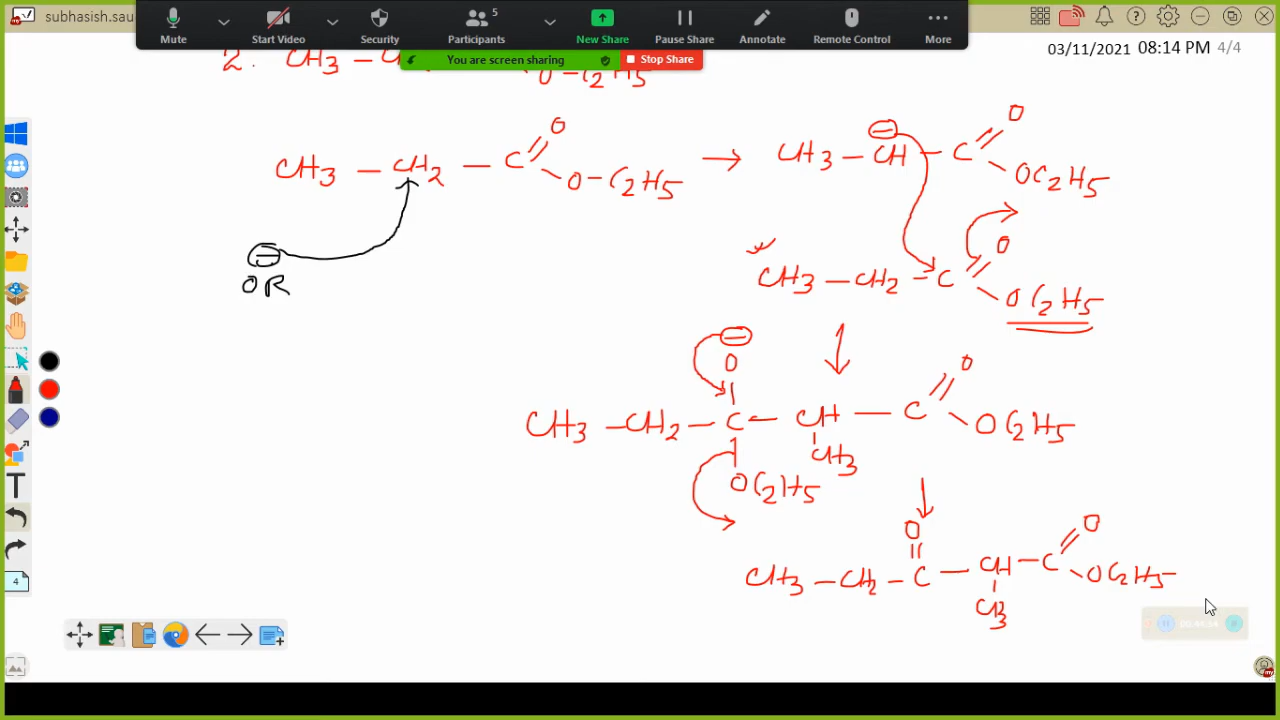 subhasish.sau
Mute
Start Video
Security
5
Participants
New Share
Pause Share
Annotate
Remote Control
More
You are screen sharing
Stop Share
03/11/2021 08:14 PM 4/4
2. CH3 –
O – C2H5
CH3 – CH2 – C
O
O – C2H5
→
CH3 – CH – C
⊖
O
OC2H5
⊖
OR
CH3 – CH2 – C
O
OC2H5
⊖
O
CH3 – CH2 – C – CH – C
O
OC2H5
CH3
OC2H5
O
CH3 – CH2 – C – CH – C
O
OC2H5
CH3
T
4